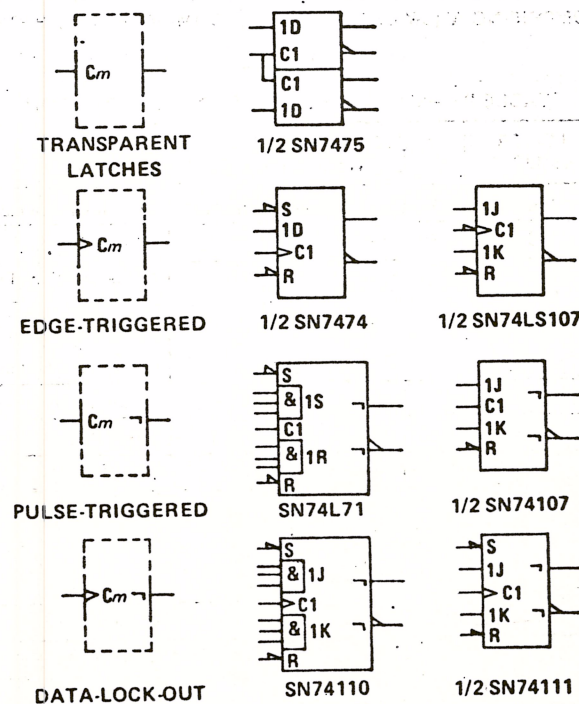 Cm
TRANSPARENT
LATCHES
1D
C1
C1
1D
1/2 SN7475
Cm
EDGE-TRIGGERED
S
1D
C1
R
1/2 SN7474
1J
C1
1K
R
1/2 SN74LS107
Cm ¬
PULSE-TRIGGERED
S
& 1S
¬
C1
& 1R
¬
R
SN74L71
1J ¬
C1
1K ¬
R
1/2 SN74107
Cm ¬
DATA-LOCK-OUT
S
& 1J
¬
C1
& 1K
¬
R
SN74110
S
1J ¬
C1
1K ¬
R
1/2 SN74111